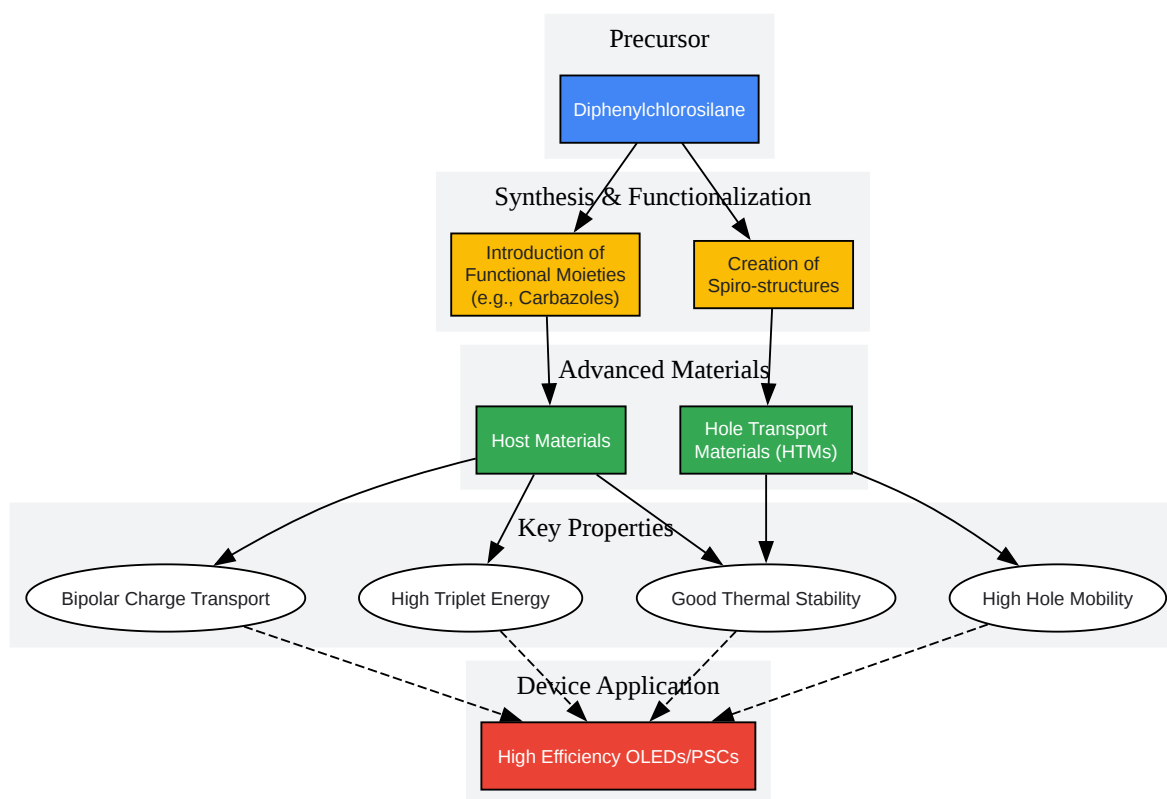 Precursor
Diphenylchlorosilane
Synthesis & Functionalization
Introduction of
Functional Moieties
(e.g., Carbazoles)
Creation of
Spiro-structures
Advanced Materials
Host Materials
Hole Transport
Materials (HTMs)
Key Properties
Bipolar Charge Transport
High Triplet Energy
Good Thermal Stability
High Hole Mobility
Device Application
High Efficiency OLEDs/PSCs